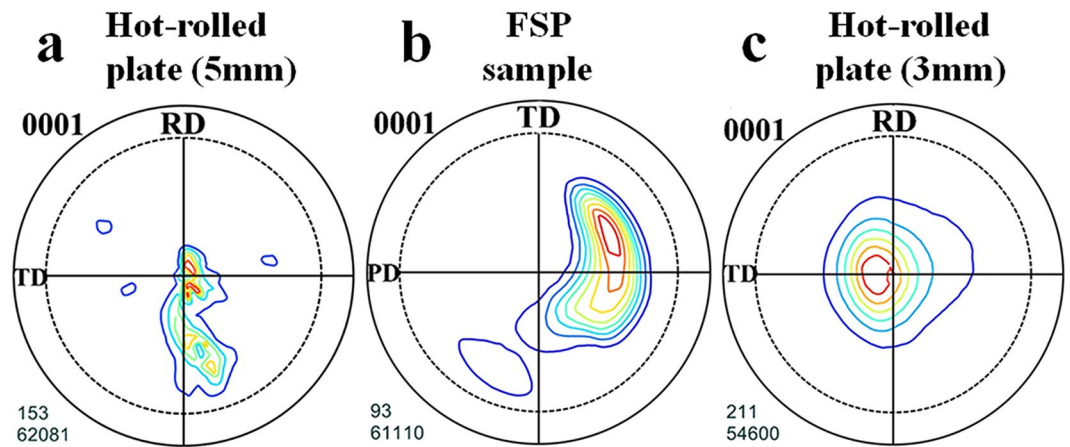 a
Hot-rolled
plate (5mm)
b
FSP
sample
c
Hot-rolled
plate (3mm)
0001
RD
TD
153
62081
0001
TD
PD
93
61110
0001
RD
TD
211
54600